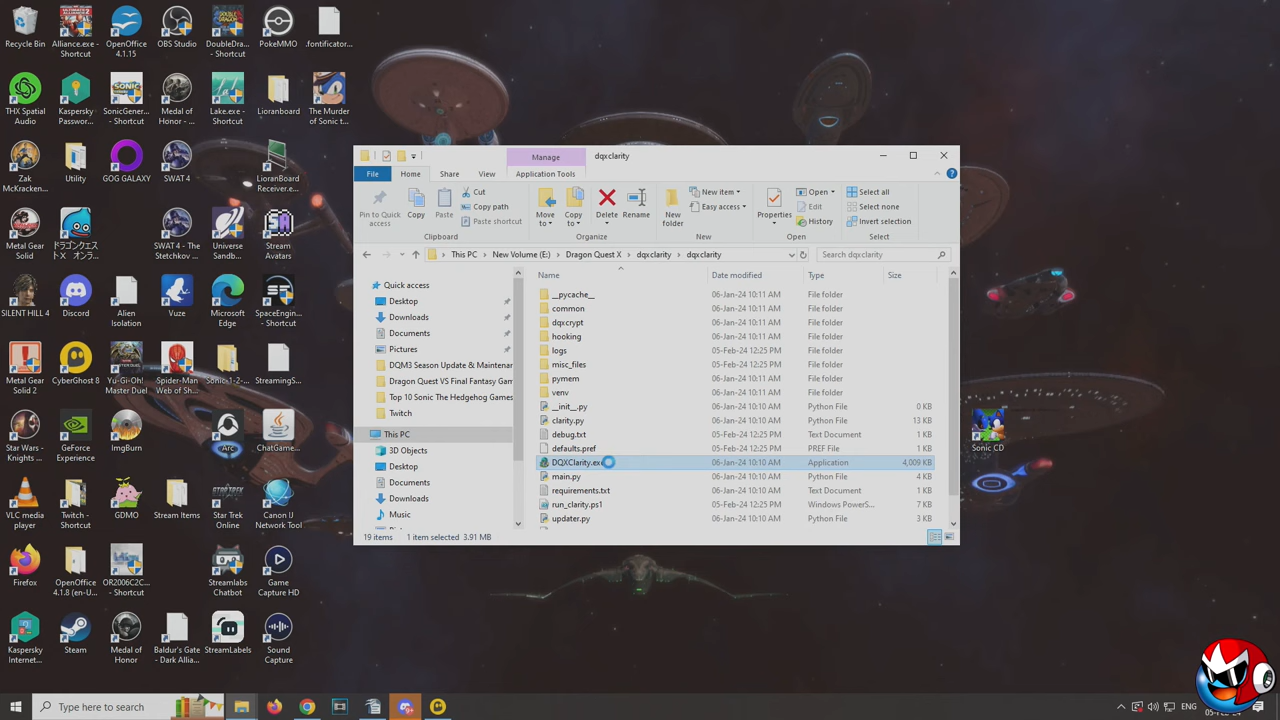 Recycle Bin
Alliance.exe - Shortcut
OpenOffice 4.1.15
OBS Studio
DoubleDra... - Shortcut
PokeMMO
.fontificator...
THX Spatial Audio
Kaspersky Passwor...
SonicGener... - Shortcut
Medal of Honor - ...
Lake.exe - Shortcut
Lioranboard
The Murder of Sonic t...
Zak McKracken...
Utility
GOG GALAXY
SWAT 4
LioranBoard Receiver.e...
Metal Gear Solid
ドラゴンクエスト X オンラ...
SWAT 4 - The Stetchkov ...
Universe Sandbox
Stream Avatars
SILENT HILL 4
Discord
Alien Isolation
Vuze
Microsoft Edge
SpaceEngin... - Shortcut
Metal Gear Solid 2
CyberGhost 8
Yu-Gi-Oh! Master Duel
Spider-Man Web of Sh...
Sonic-1-2-...
StreamingS...
Star Wars - Knights ...
GeForce Experience
ImgBurn
Arc
ChatGame...
VLC media player
Twitch - Shortcut
GDMO
Stream Items
Star Trek Online
Canon IJ Network Tool
Firefox
OpenOffice 4.1.8 (en-U...
OR2006C2C... - Shortcut
Streamlabs Chatbot
Game Capture HD
Kaspersky Internet...
Steam
Medal of Honor
Baldur's Gate - Dark Allia...
StreamLabels
Sound Capture
Sonic CD
Manage
dqxclarity
File
Home
Share
View
Application Tools
Pin to Quick access
Copy
Paste
Cut
Copy path
Paste shortcut
Move to
Copy to
Delete
Rename
New folder
New item
Easy access
Properties
Open
Edit
History
Select all
Select none
Invert selection
Clipboard
Organize
New
Open
Select
This PC > New Volume (E:) > Dragon Quest X > dqxclarity > dqxclarity
Search dqxclarity
Quick access
Desktop
Downloads
Documents
Pictures
DQM3 Season Update & Maintenar
Dragon Quest VS Final Fantasy Gam
Top 10 Sonic The Hedgehog Games
Twitch
This PC
3D Objects
Desktop
Documents
Downloads
Music
Name Date modified Type Size
__pycache__ 06-Jan-24 10:11 AM File folder
common 06-Jan-24 10:11 AM File folder
dqxcrypt 06-Jan-24 10:11 AM File folder
hooking 06-Jan-24 10:11 AM File folder
logs 05-Feb-24 12:25 PM File folder
misc_files 05-Feb-24 12:25 PM File folder
pymem 06-Jan-24 10:11 AM File folder
venv 06-Jan-24 10:11 AM File folder
__init__.py 06-Jan-24 10:10 AM Python File 0 KB
clarity.py 06-Jan-24 10:10 AM Python File 13 KB
debug.txt 05-Feb-24 12:25 PM Text Document
defaults.pref 05-Feb-24 12:25 PM PREF File 1 KB
DQXClarity.exe 06-Jan-24 10:10 AM Application 4,009 KB
main.py 06-Jan-24 10:10 AM Python File 4 KB
requirements.txt 06-Jan-24 10:10 AM Text Document 1 KB
run_clarity.ps1 05-Feb-24 12:25 PM Windows PowerS... 7 KB
updater.py 06-Jan-24 10:10 AM Python File 3 KB
19 items 1 item selected 3.91 MB
Type here to search
ENG
05-Feb-24